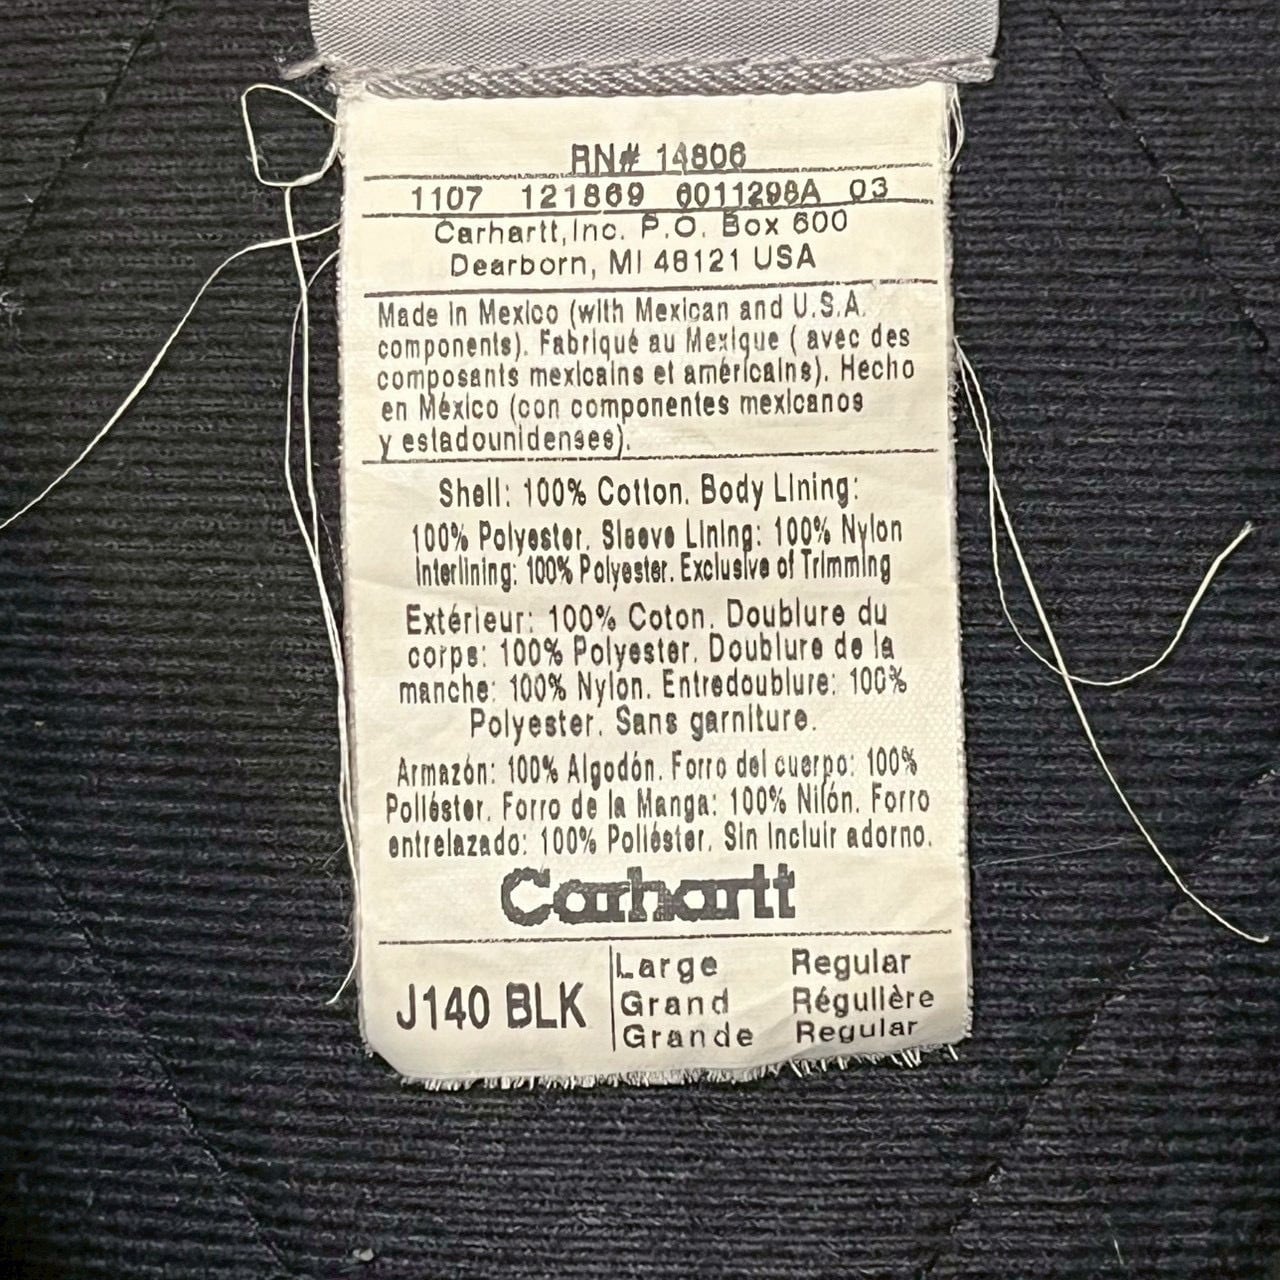 RN# 14806
1107 121869 6011298A 03
Carhartt,Inc. P.O. Box 600
Dearborn, MI 48121 USA
Made in Mexico (with Mexican and U.S.A.
components). Fabriqué au Mexique ( avec des
composants mexicains et américains). Hecho
en México (con componentes mexicanos
y estadounidenses).
Shell: 100% Cotton. Body Lining:
100% Polyester. Sleeve Lining: 100% Nylon
Interlining: 100% Polyester. Exclusive of Trimming
Extérieur: 100% Coton. Doublure du
corps: 100% Polyester. Doublure de la
manche: 100% Nylon. Entredoublure: 100%
Polyester. Sans garniture.
Armazón: 100% Algodón. Forro del cuerpo: 100%
Poliéster. Forro de la Manga: 100% Nilón. Forro
entrelazado: 100% Poliéster. Sin Incluir adorno.
Carhartt
J140 BLK
Large Regular
Grand Régulière
Grande Regular